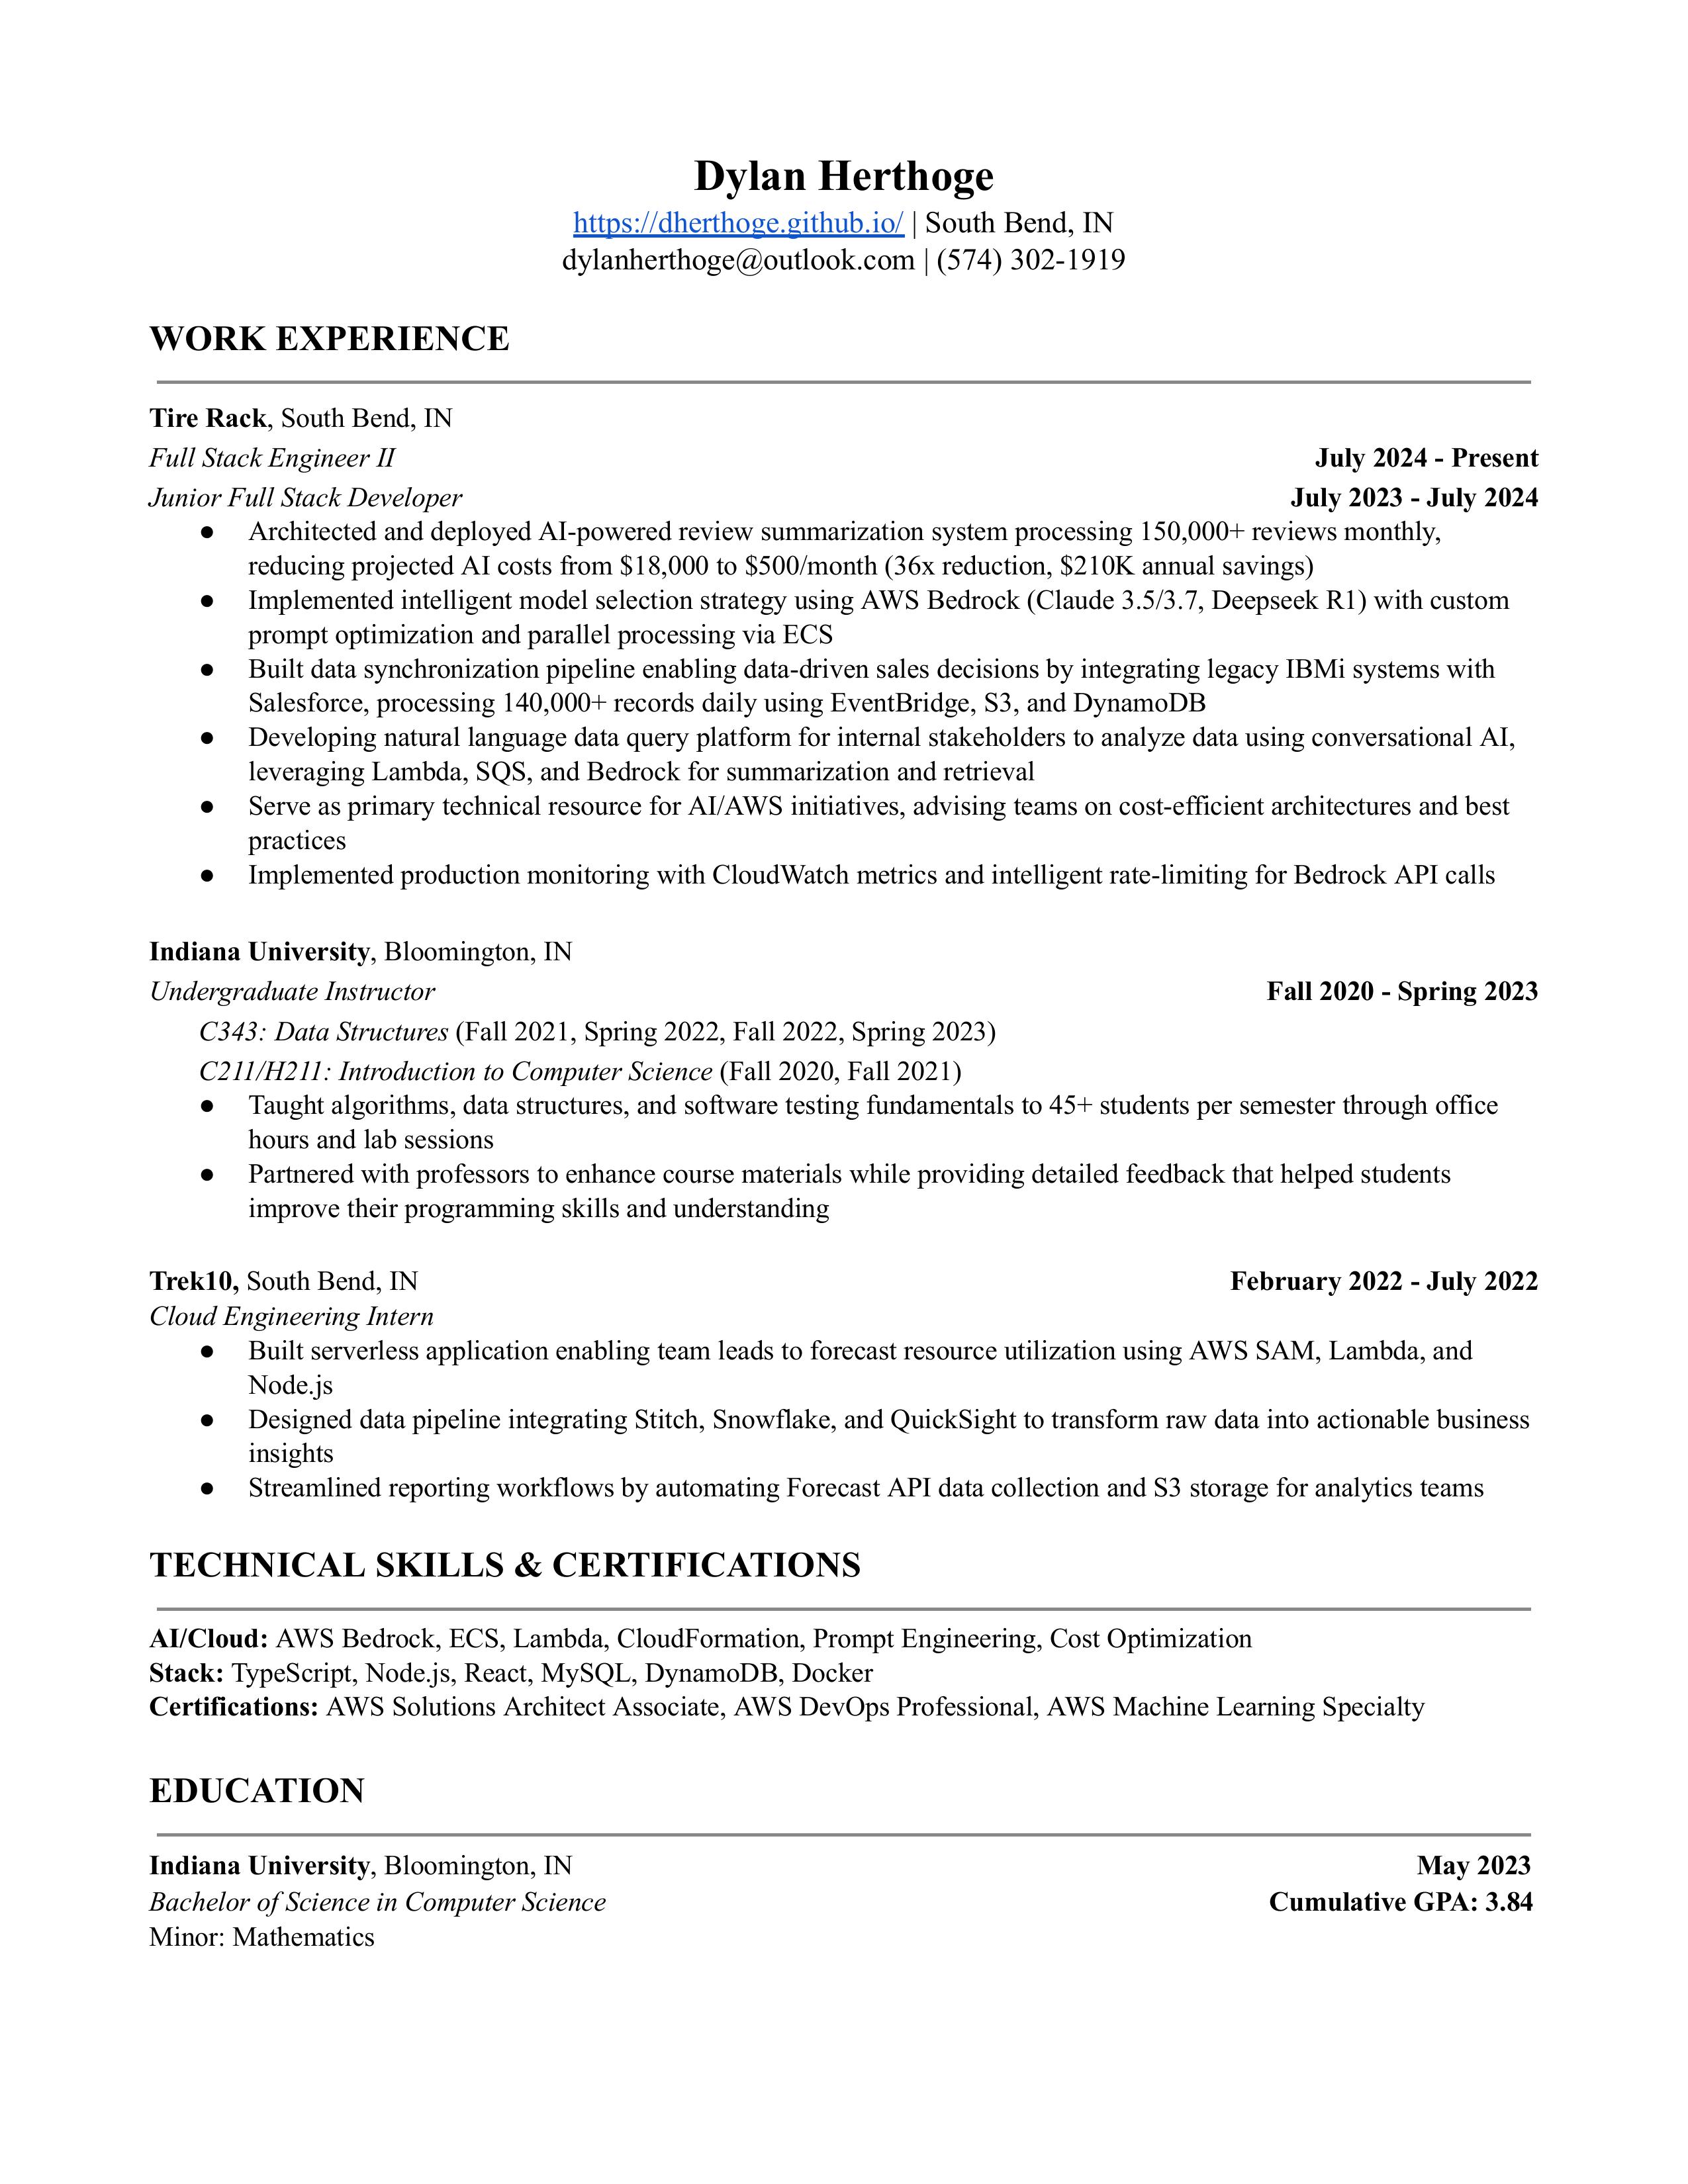 Dylan Herthoge
https://dherthoge.github.io/ | South Bend, IN
dylanherthoge@outlook.com | (574) 302-1919
WORK EXPERIENCE
Tire Rack, South Bend, IN
Full Stack Engineer II July 2024 - Present
Junior Full Stack Developer July 2023 - July 2024
● Architected and deployed AI-powered review summarization system processing 150,000+ reviews monthly,
reducing projected AI costs from $18,000 to $500/month (36x reduction, $210K annual savings)
● Implemented intelligent model selection strategy using AWS Bedrock (Claude 3.5/3.7, Deepseek R1) with custom
prompt optimization and parallel processing via ECS
● Built data synchronization pipeline enabling data-driven sales decisions by integrating legacy IBMi systems with
Salesforce, processing 140,000+ records daily using EventBridge, S3, and DynamoDB
● Developing natural language data query platform for internal stakeholders to analyze data using conversational AI,
leveraging Lambda, SQS, and Bedrock for summarization and retrieval
● Serve as primary technical resource for AI/AWS initiatives, advising teams on cost-efficient architectures and best
practices
● Implemented production monitoring with CloudWatch metrics and intelligent rate-limiting for Bedrock API calls
Indiana University, Bloomington, IN
Undergraduate Instructor Fall 2020 - Spring 2023
C343: Data Structures (Fall 2021, Spring 2022, Fall 2022, Spring 2023)
C211/H211: Introduction to Computer Science (Fall 2020, Fall 2021)
● Taught algorithms, data structures, and software testing fundamentals to 45+ students per semester through office
hours and lab sessions
● Partnered with professors to enhance course materials while providing detailed feedback that helped students
improve their programming skills and understanding
Trek10, South Bend, IN February 2022 - July 2022
Cloud Engineering Intern
● Built serverless application enabling team leads to forecast resource utilization using AWS SAM, Lambda, and
Node.js
● Designed data pipeline integrating Stitch, Snowflake, and QuickSight to transform raw data into actionable business
insights
● Streamlined reporting workflows by automating Forecast API data collection and S3 storage for analytics teams
TECHNICAL SKILLS & CERTIFICATIONS
AI/Cloud: AWS Bedrock, ECS, Lambda, CloudFormation, Prompt Engineering, Cost Optimization
Stack: TypeScript, Node.js, React, MySQL, DynamoDB, Docker
Certifications: AWS Solutions Architect Associate, AWS DevOps Professional, AWS Machine Learning Specialty
EDUCATION
Indiana University, Bloomington, IN May 2023
Bachelor of Science in Computer Science Cumulative GPA: 3.84
Minor: Mathematics